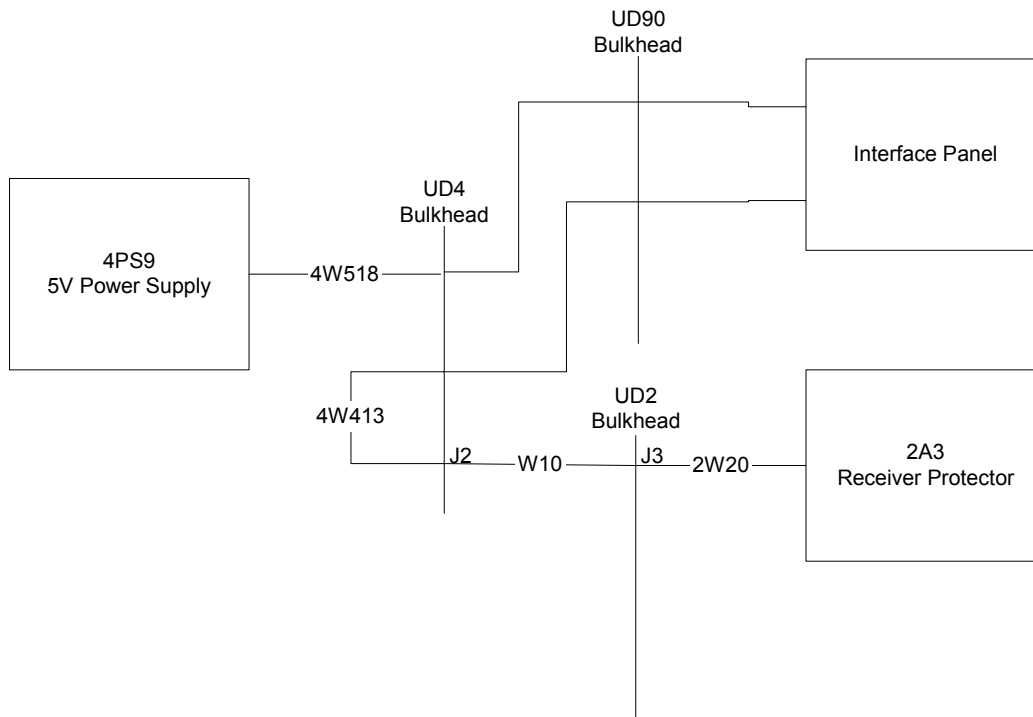 UD90
Bulkhead
Interface Panel
UD4
Bulkhead
4PS9
5V Power Supply
4W518
4W413
UD2
Bulkhead
J2
W10
J3
2W20
2A3
Receiver Protector